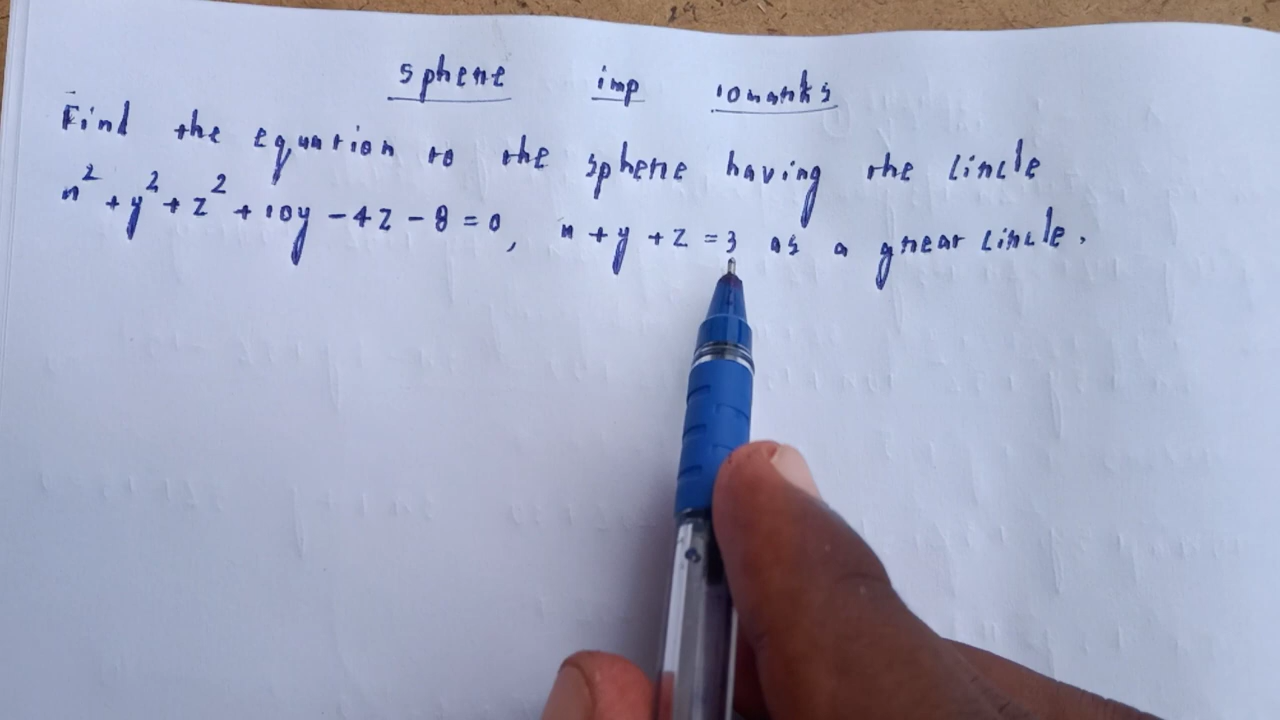 sphere imp 10marks
Find the equation to the sphere having the circle
x² + y² + z² + 10y - 4z - 8 = 0, x + y + z = 3 as a great circle.